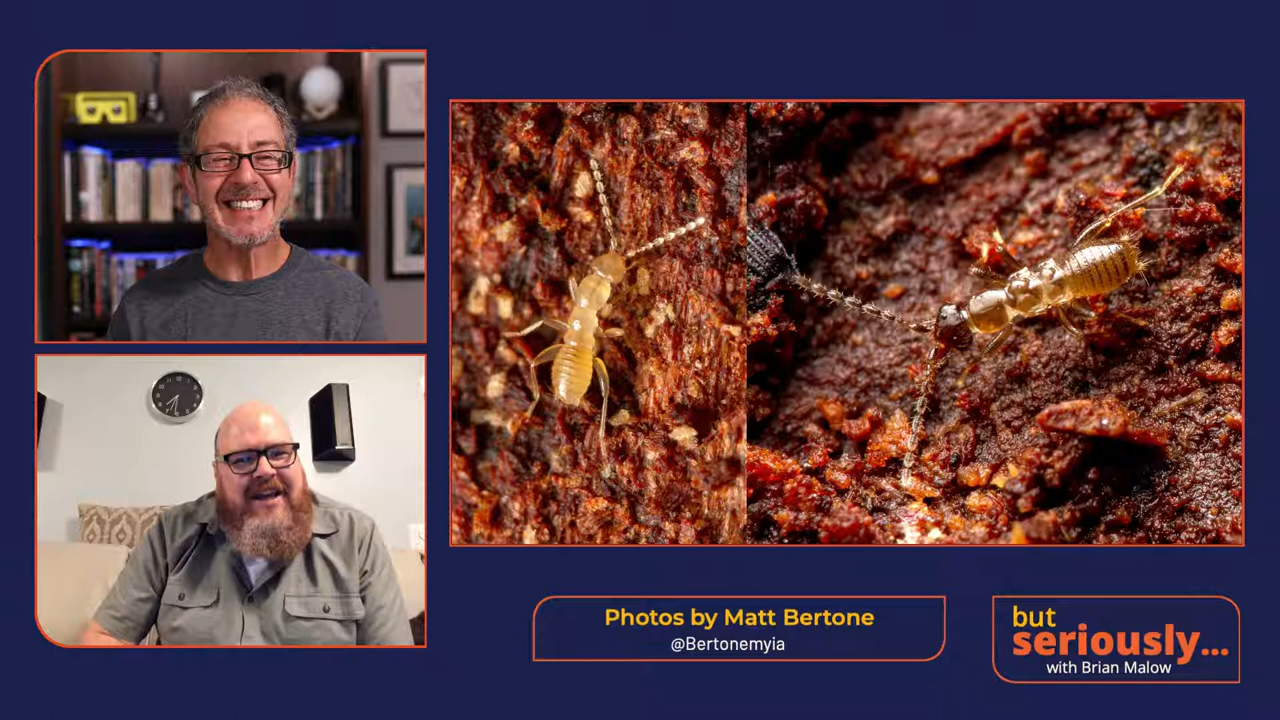 Photos by Matt Bertone
@Bertonemyia
but
seriously...
with Brian Malow